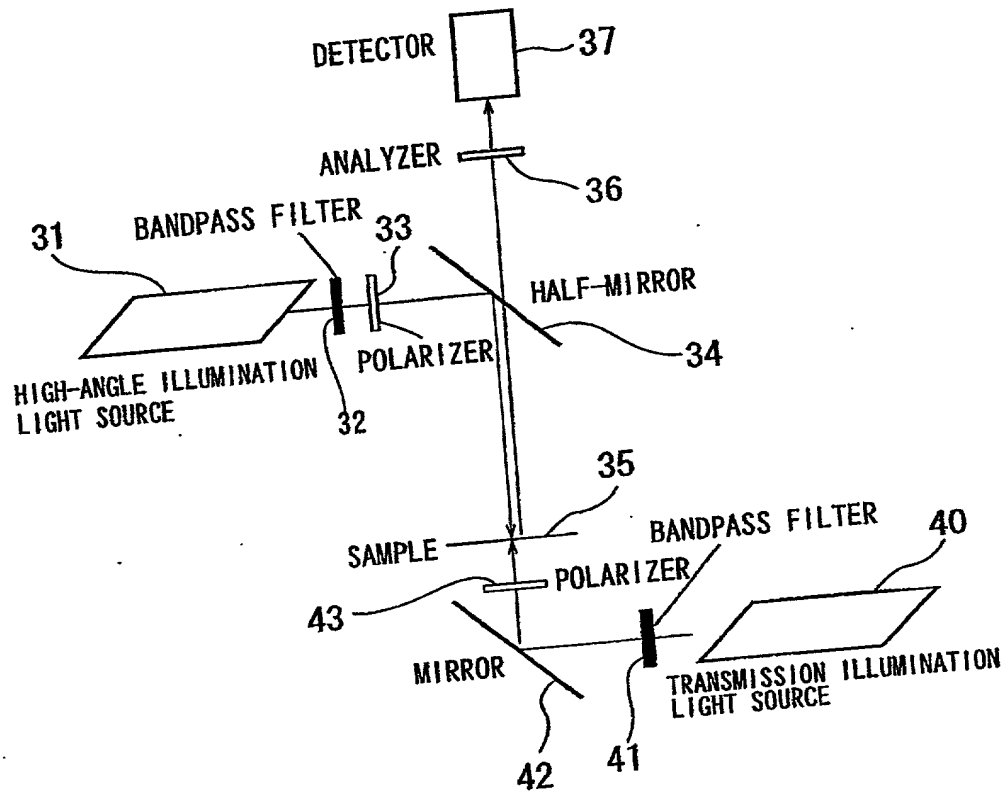 DETECTOR
37
ANALYZER
36
BANDPASS FILTER
31
33
HALF-MIRROR
POLARIZER
34
HIGH-ANGLE ILLUMINATION
LIGHT SOURCE
32
35
BANDPASS FILTER
40
SAMPLE
POLARIZER
43
MIRROR
TRANSMISSION ILLUMINATION
LIGHT SOURCE
42
41